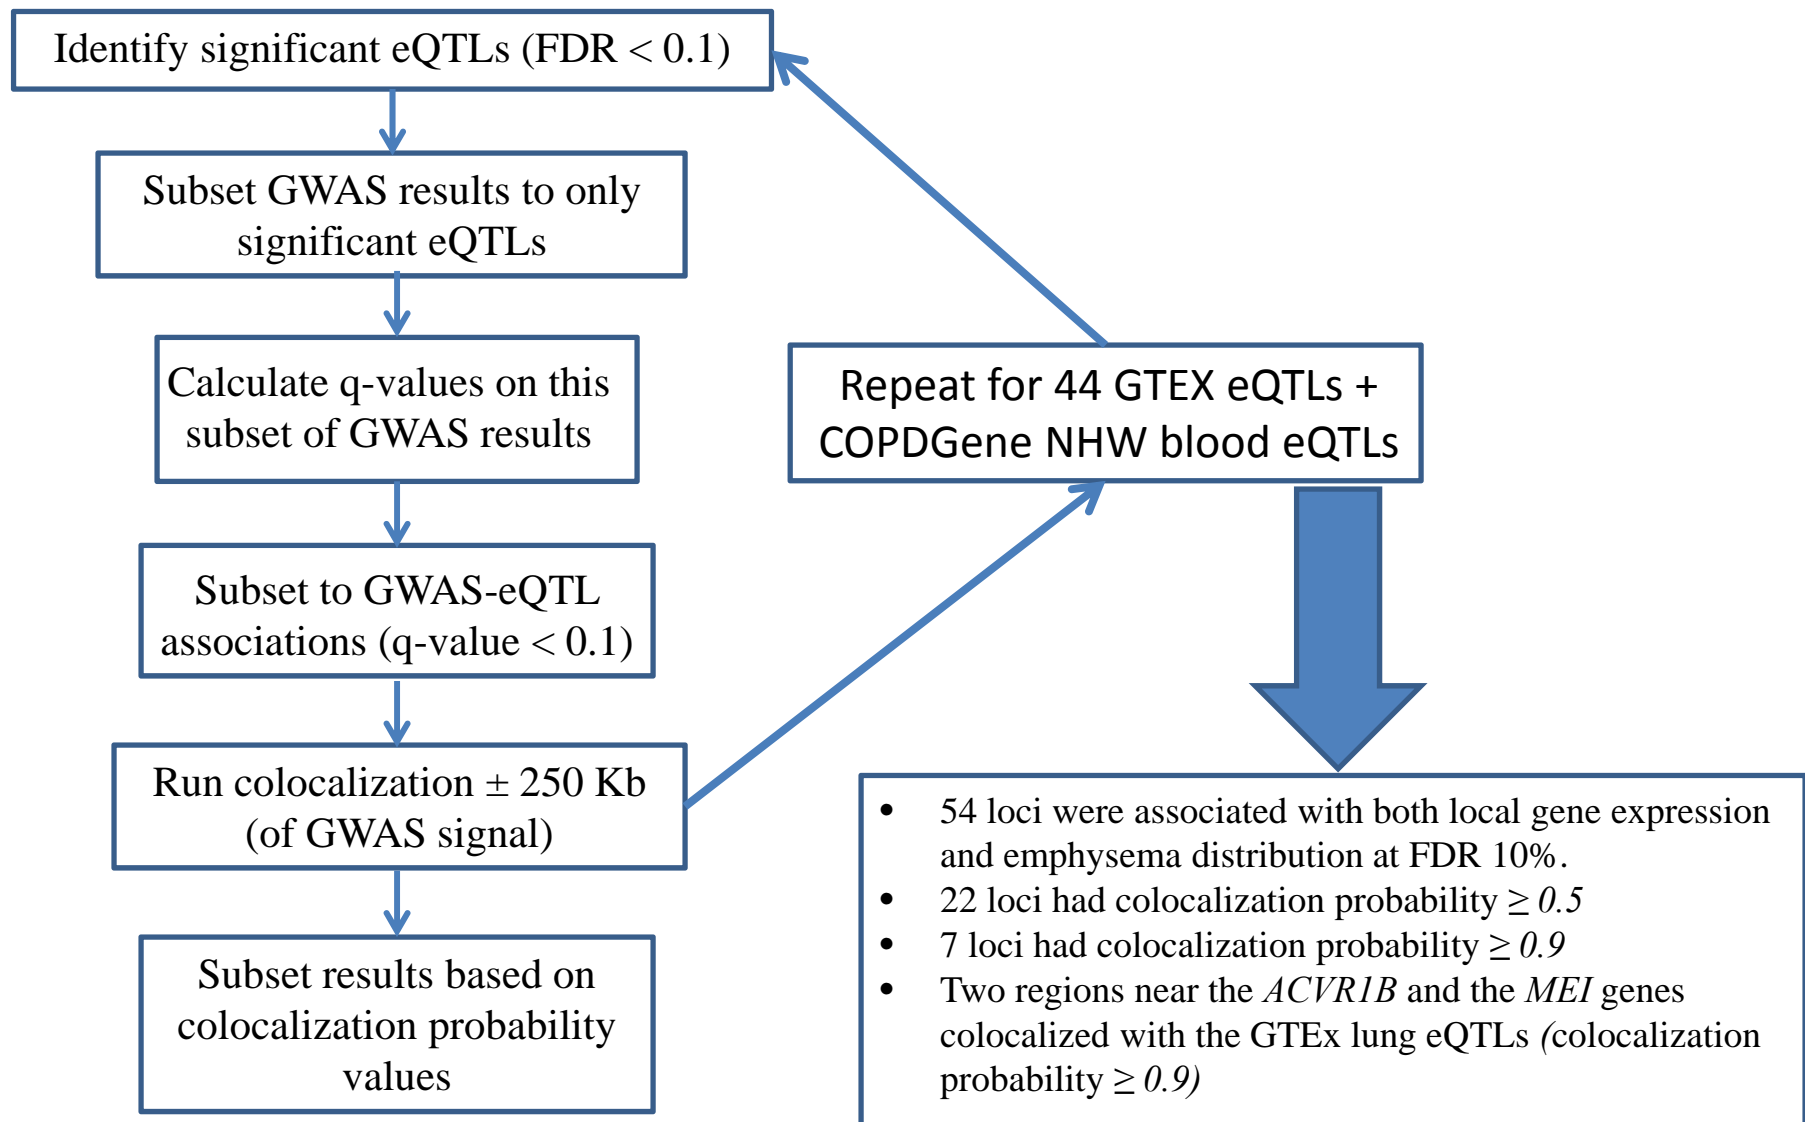 Identify significant eQTLs (FDR < 0.1)
Subset GWAS results to only
significant eQTLs
Calculate q-values on this
subset of GWAS results
Subset to GWAS-eQTL
associations (q-value < 0.1)
Run colocalization ± 250 Kb
(of GWAS signal)
Subset results based on
colocalization probability
values
Repeat for 44 GTEX eQTLs +
COPDGene NHW blood eQTLs
• 54 loci were associated with both local gene expression
and emphysema distribution at FDR 10%.
• 22 loci had colocalization probability ≥ 0.5
• 7 loci had colocalization probability ≥ 0.9
• Two regions near the ACVR1B and the MEI genes
colocalized with the GTEx lung eQTLs (colocalization
probability ≥ 0.9)